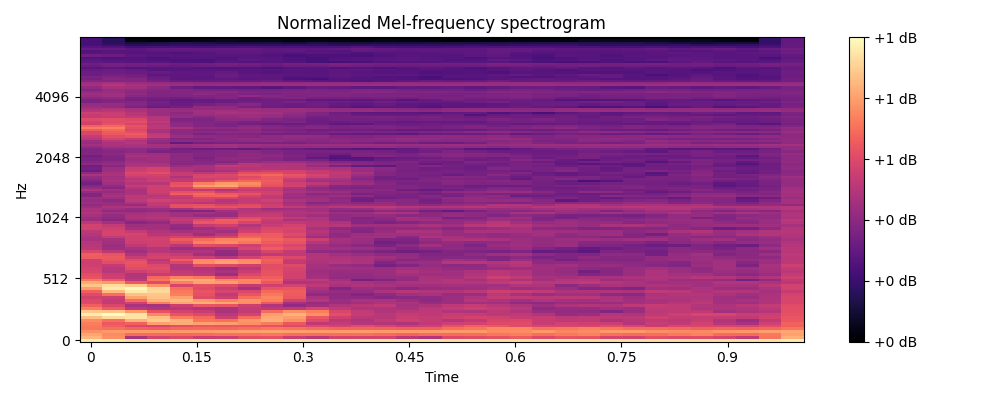 Normalized Mel-frequency spectrogram
Hz
4096
2048
1024
512
0
0 0.15 0.3 0.45 0.6 0.75 0.9
Time
+1 dB
+1 dB
+1 dB
+0 dB
+0 dB
+0 dB